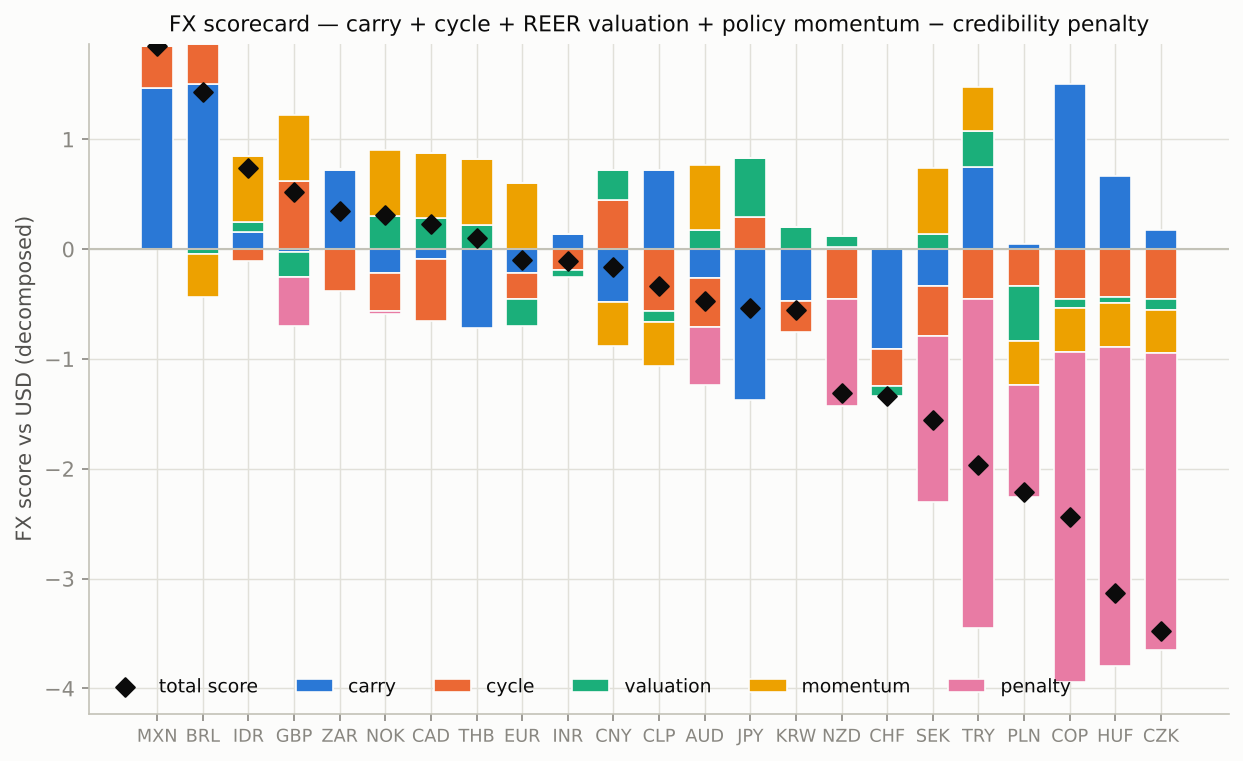 FX scorecard — carry + cycle + REER valuation + policy momentum − credibility penalty
FX score vs USD (decomposed)
1
0
−1
−2
−3
−4
total score carry cycle valuation momentum penalty
MXN BRL IDR GBP ZAR NOK CAD THB EUR INR CNY CLP AUD JPY KRW NZD CHF SEK TRY PLN COP HUF CZK